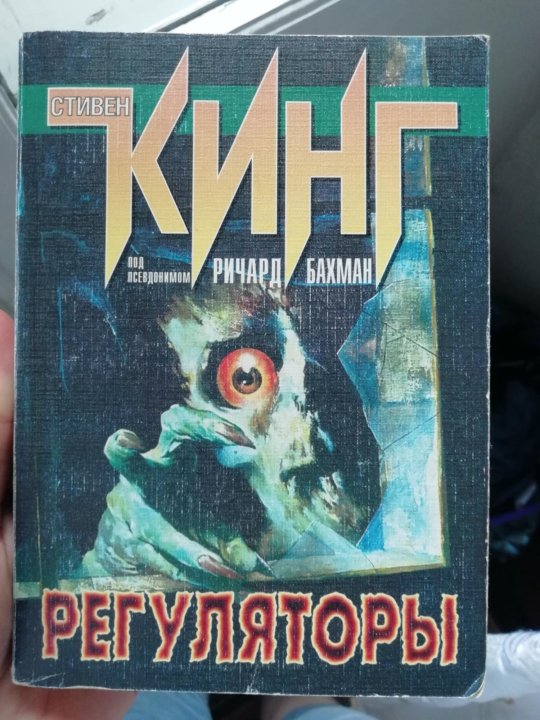 СТИВЕН
КИНГ
ПОД
ПСЕВДОНИМОМ РИЧАРД БАХМАН
РЕГУЛЯТОРЫ